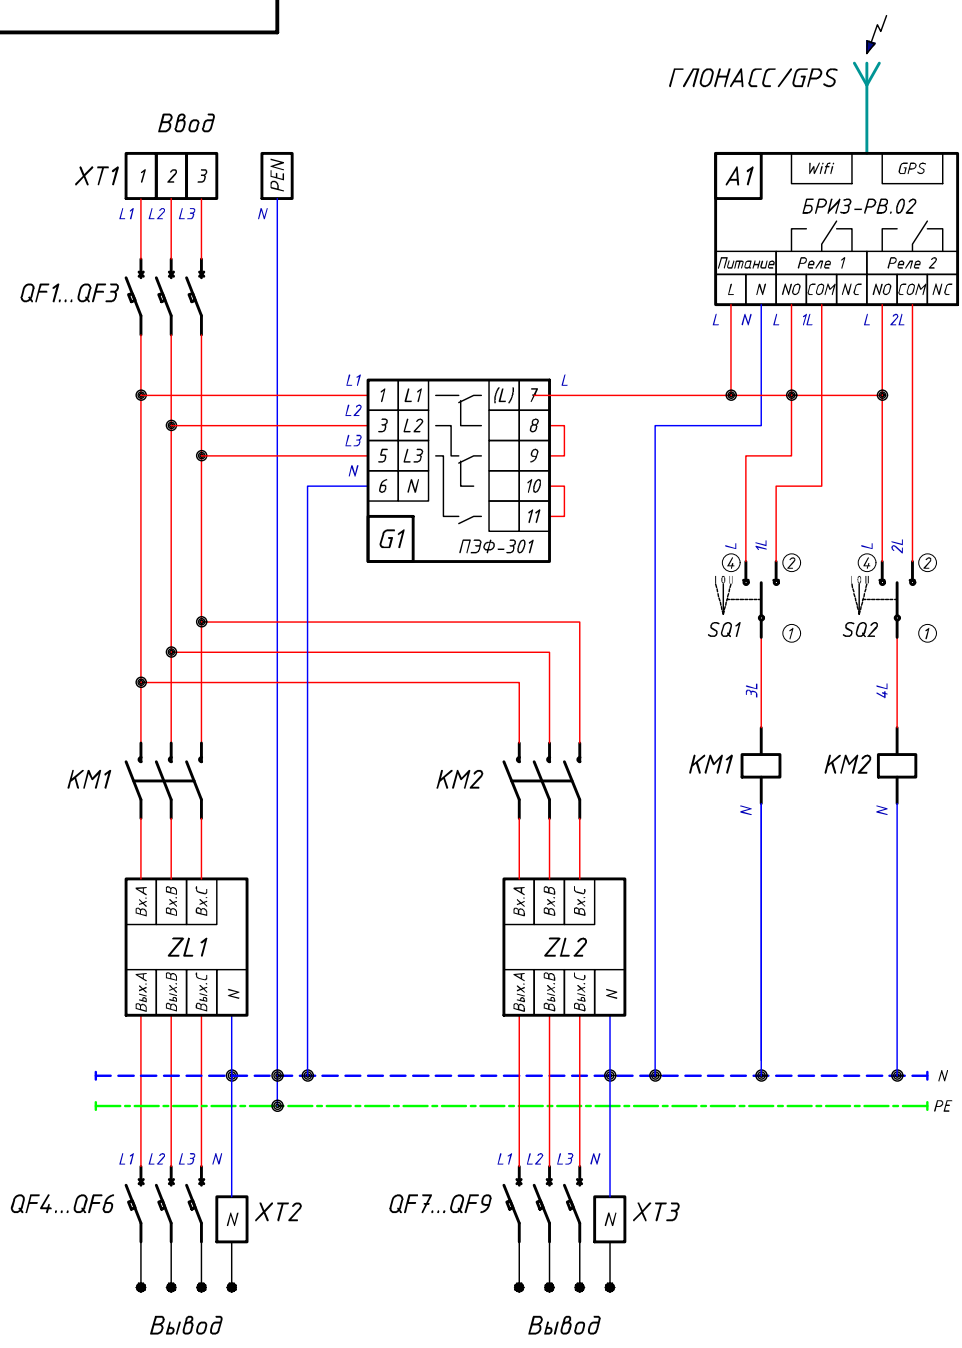 ГЛОНАСС/GPS
Ввод
XT1 1 2 3 PEN
L1 L2 L3 N
A1 Wifi GPS
БРИЗ-РВ.02
Питание Реле 1 Реле 2
L N NO COM NC NO COM NC
L N L 1L L 2L
QF1...QF3
L1 1 L1 (L) 7 L
L2 3 L2 8
L3 5 L3 9
N 6 N 10
11
G1 ПЭФ-301
L 1L L 2L
4 2 4 2
I O II I O II
SQ1 1 SQ2 1
3L 4L
KM1 KM2 KM1 KM2
N N
Вх.А Вх.В Вх.С Вх.А Вх.В Вх.С
ZL1 ZL2
Вых.А Вых.В Вых.С N Вых.А Вых.В Вых.С N
N
PE
L1 L2 L3 N L1 L2 L3 N
QF4...QF6 N XT2 QF7...QF9 N XT3
Вывод Вывод